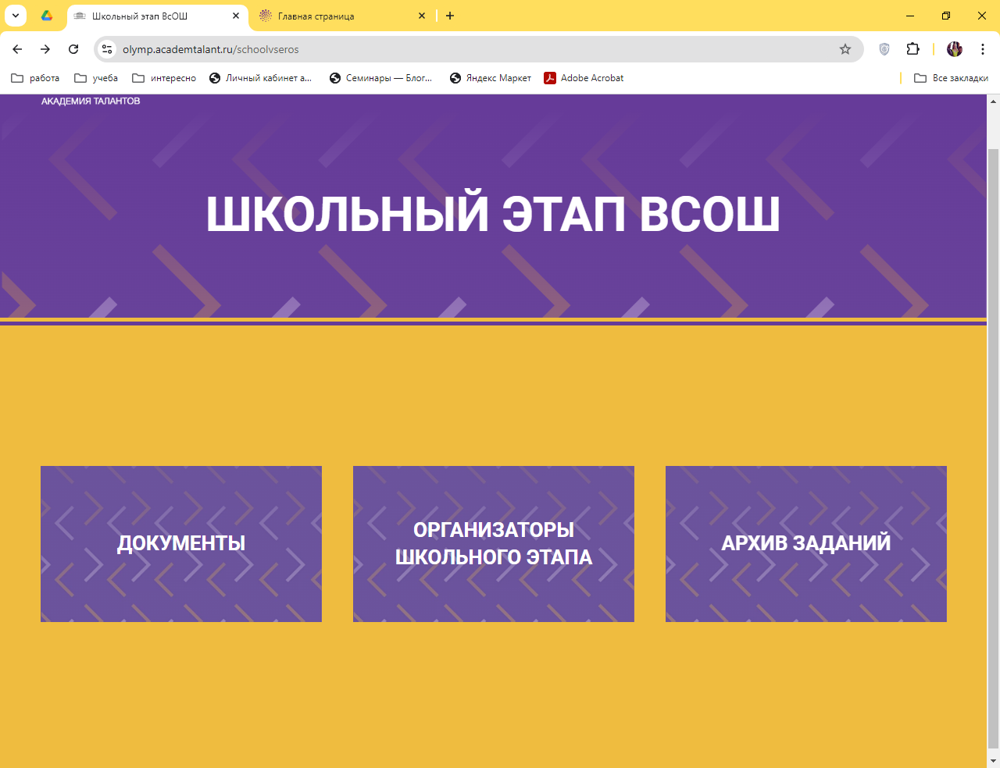 Школьный этап ВсОШ
Главная страница
olymp.academtalant.ru/schoolvseros
работа
учеба
интересно
Личный кабинет а...
Семинары — Блог...
Яндекс Маркет
Adobe Acrobat
Все закладки
АКАДЕМИЯ ТАЛАНТОВ
ШКОЛЬНЫЙ ЭТАП ВСОШ
ДОКУМЕНТЫ
ОРГАНИЗАТОРЫ
ШКОЛЬНОГО ЭТАПА
АРХИВ ЗАДАНИЙ